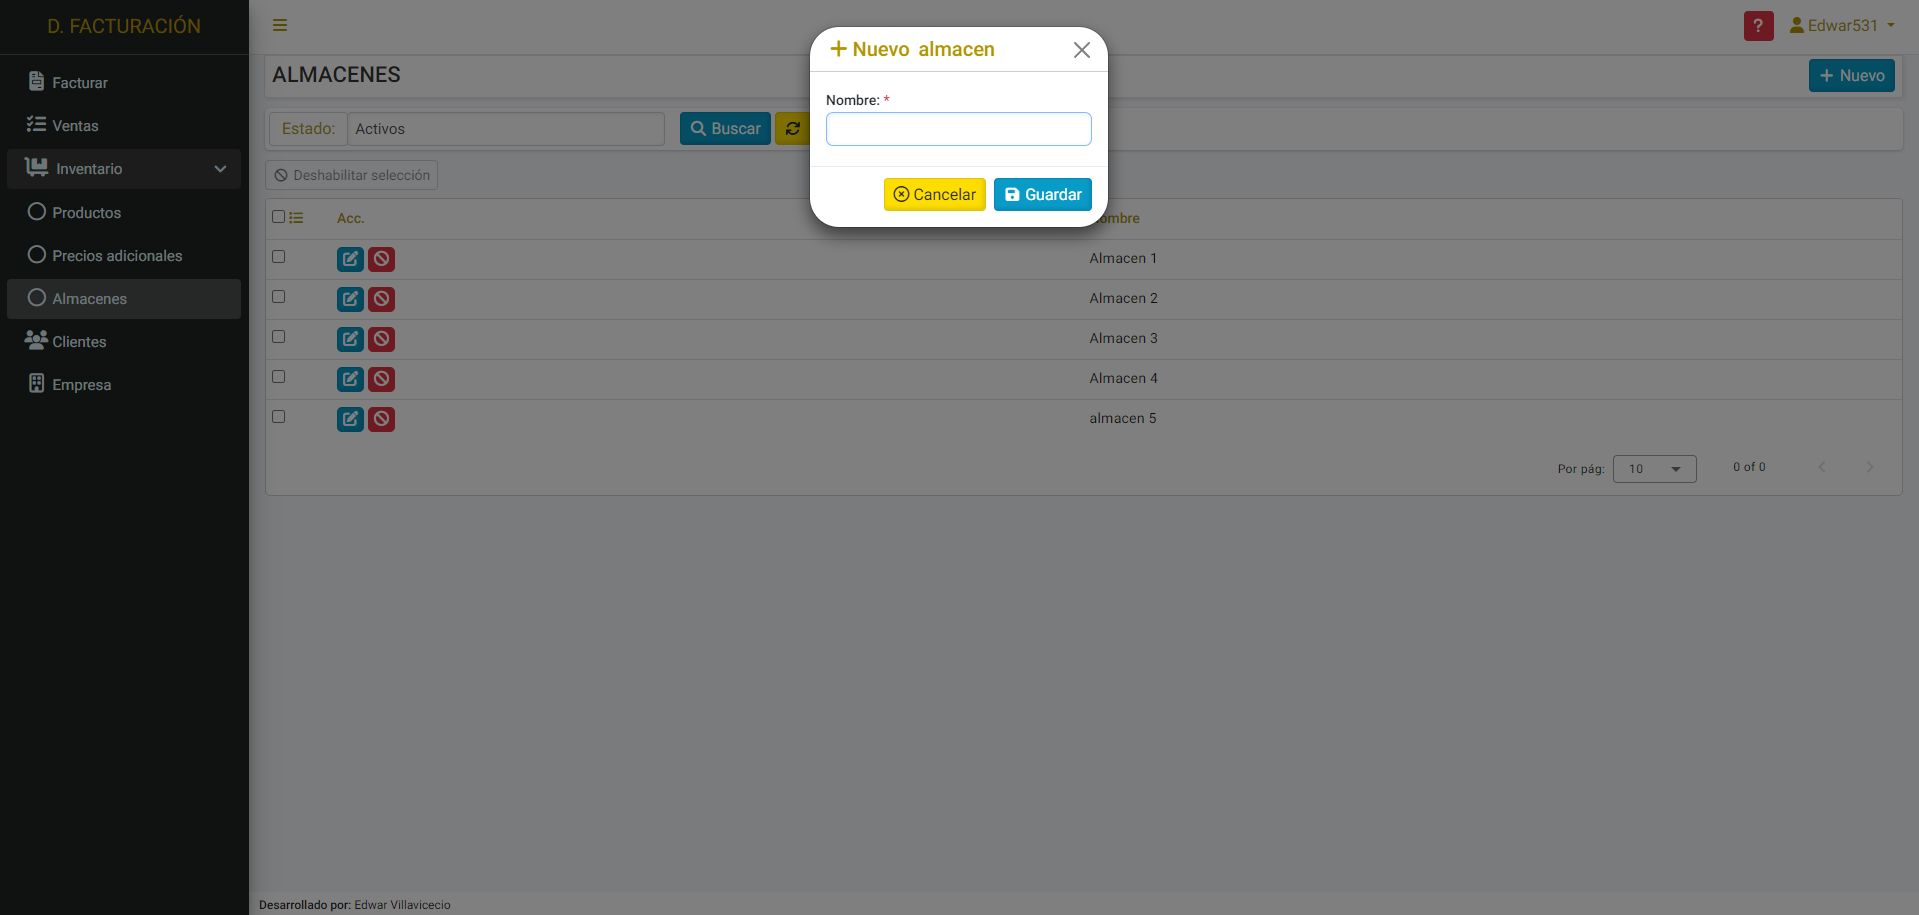 D. FACTURACIÓN
? Edwar531
Facturar
Ventas
Inventario
Productos
Precios adicionales
Almacenes
Clientes
Empresa
ALMACENES
+ Nuevo
Estado: Activos
Buscar
Deshabilitar selección
+ Nuevo almacen
Nombre: *
Cancelar
Guardar
Acc.
ombre
Almacen 1
Almacen 2
Almacen 3
Almacen 4
almacen 5
Por pág: 10
0 of 0
Desarrollado por: Edwar Villavicecio